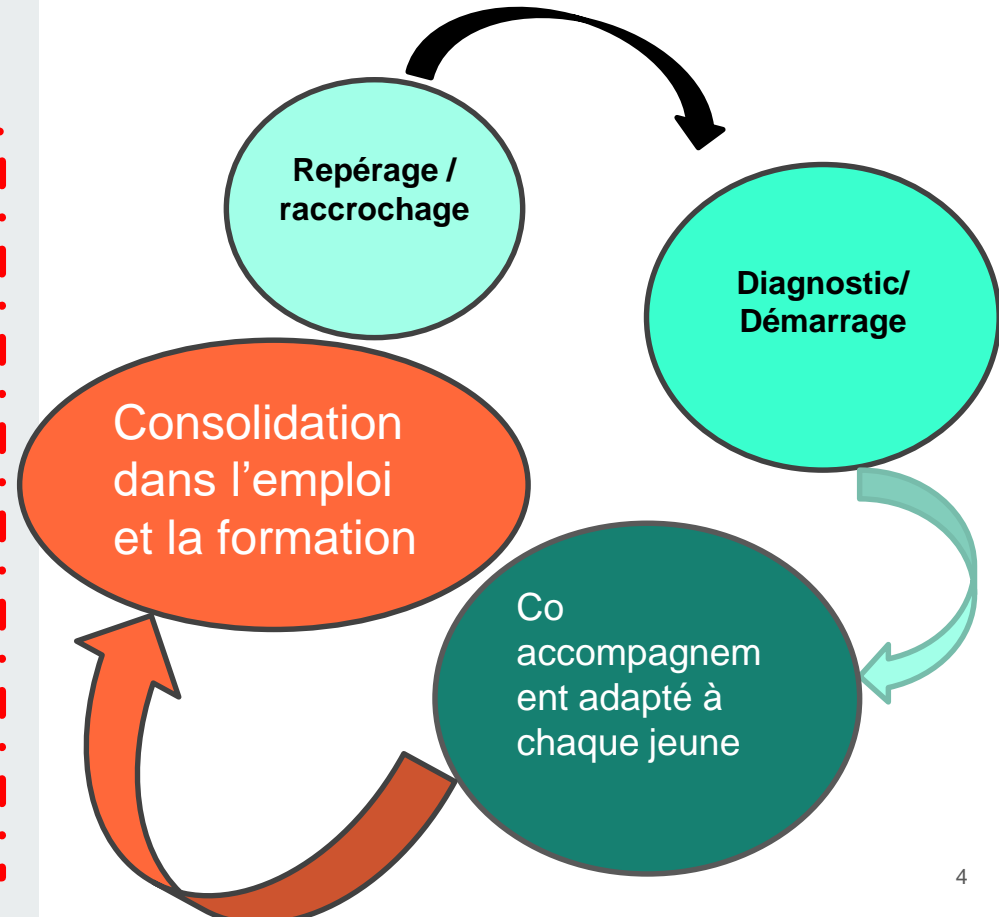 Repérage /
raccrochage
Diagnostic/
Démarrage
Consolidation
dans l’emploi
et la formation
Co
accompagnem
ent adapté à
chaque jeune
4